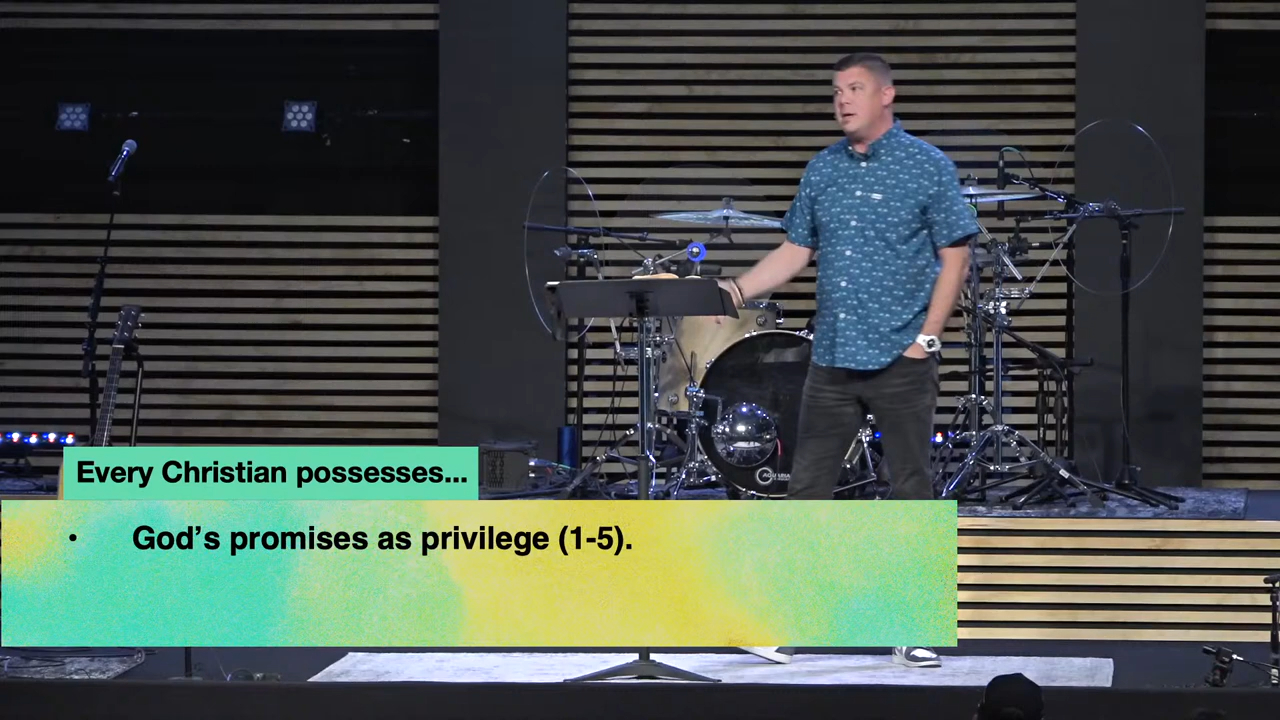 Every Christian possesses...
• God's promises as privilege (1-5).